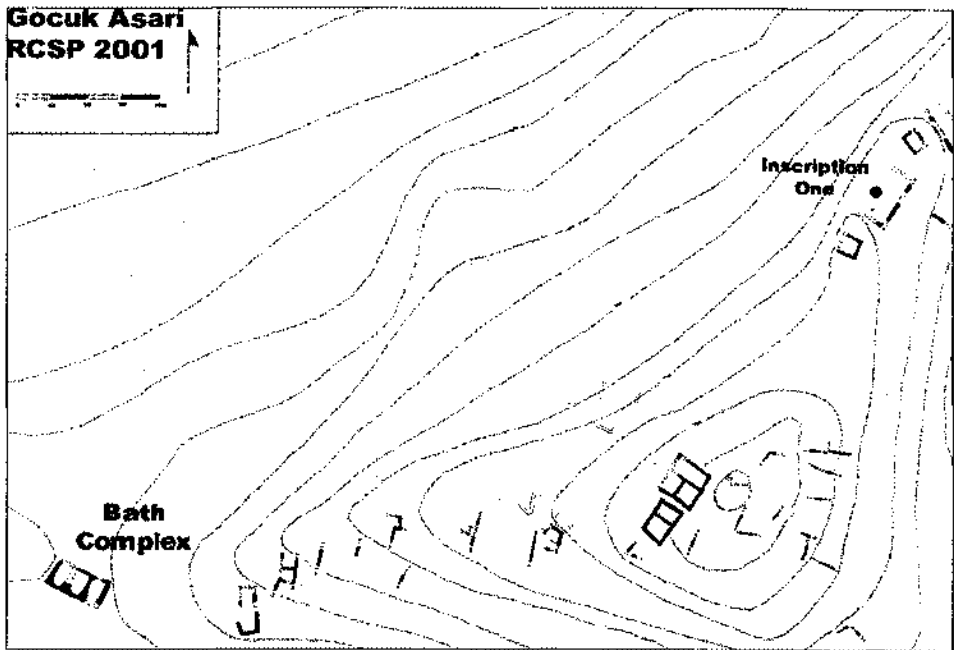 Gocuk Asari
RCSP 2001
Inscription
One
Bath
Complex